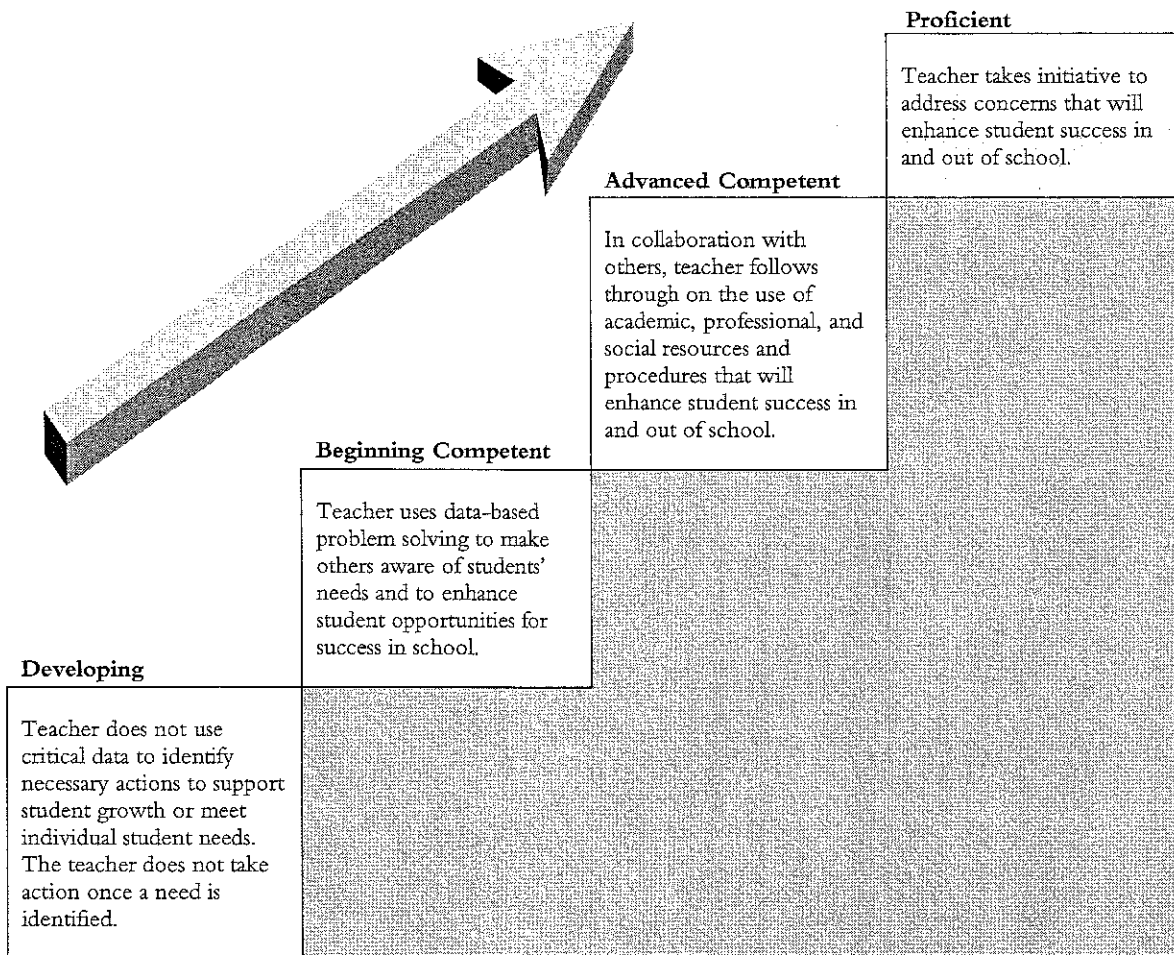 Proficient
Teacher takes initiative to
address concerns that will
enhance student success in
and out of school.
Advanced Competent
In collaboration with
others, teacher follows
through on the use of
academic, professional, and
social resources and
procedures that will
enhance student success in
and out of school.
Beginning Competent
Teacher uses data-based
problem solving to make
others aware of students'
needs and to enhance
student opportunities for
success in school.
Developing
Teacher does not use
critical data to identify
necessary actions to support
student growth or meet
individual student needs.
The teacher does not take
action once a need is
identified.